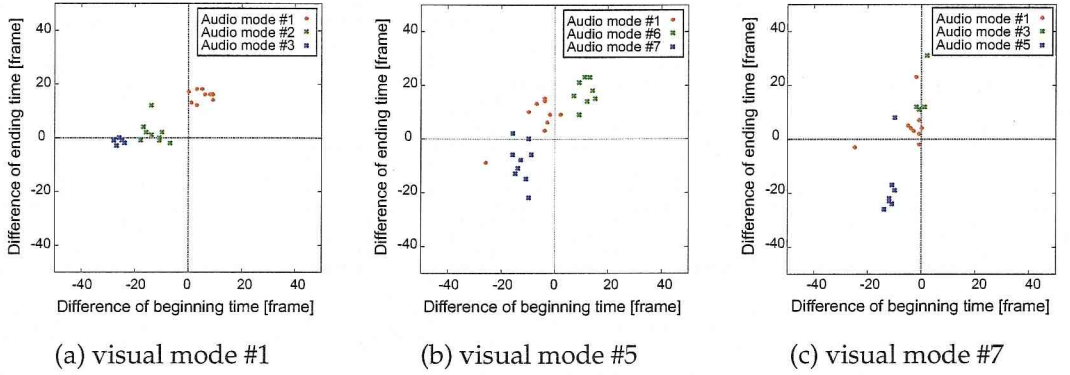 Difference of ending time [frame]
40
20
0
-20
-40
-40 -20 0 20 40
Difference of beginning time [frame]
Audio mode #1
Audio mode #2
Audio mode #3
(a) visual mode #1
Difference of ending time [frame]
40
20
0
-20
-40
-40 -20 0 20 40
Difference of beginning time [frame]
Audio mode #1
Audio mode #6
Audio mode #7
(b) visual mode #5
Difference of ending time [frame]
40
20
0
-20
-40
-40 -20 0 20 40
Difference of beginning time [frame]
Audio mode #1
Audio mode #3
Audio mode #5
(c) visual mode #7